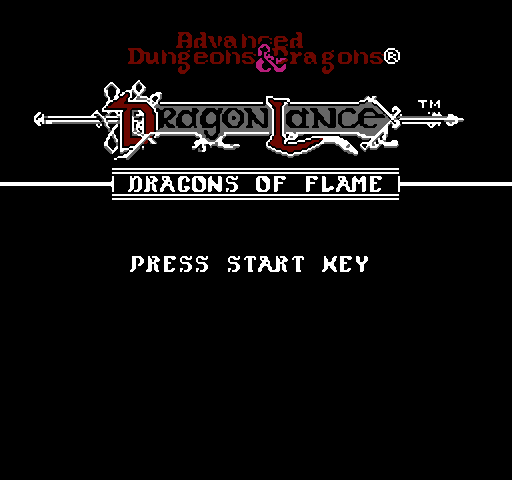 Advanced
Dungeons & Dragons®
DragonLance™
DRAGONS OF FLAME
PRESS START KEY